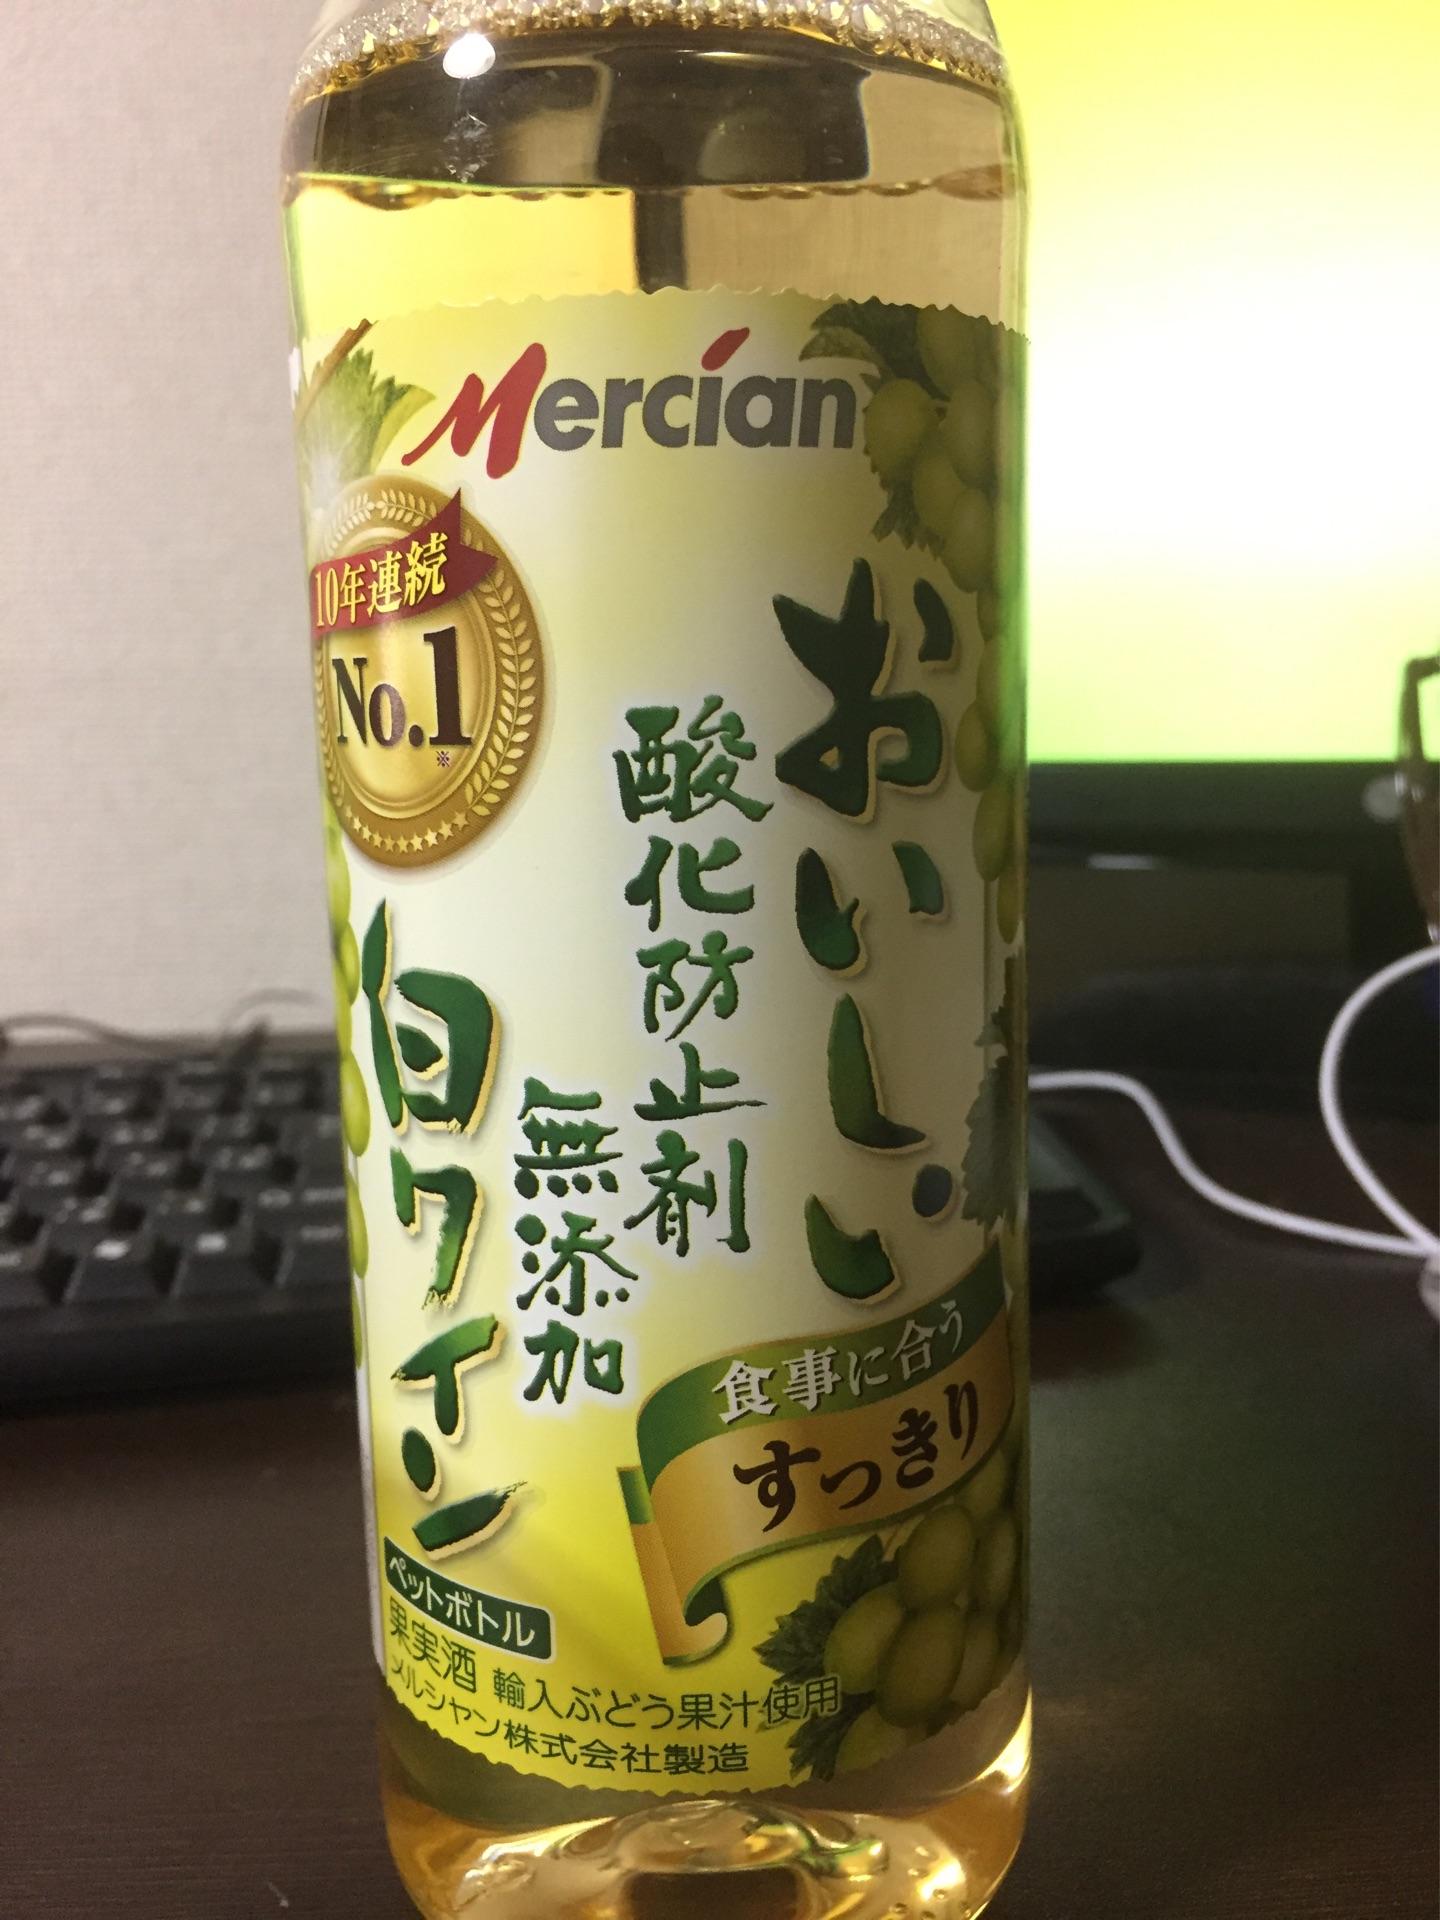 Mercian
10年連続
No.1
※
おいしい
酸化防止剤
無添加
白ワイン
食事に合う
すっきり
ペットボトル
果実酒 輸入ぶどう果汁使用
メルシャン株式会社製造